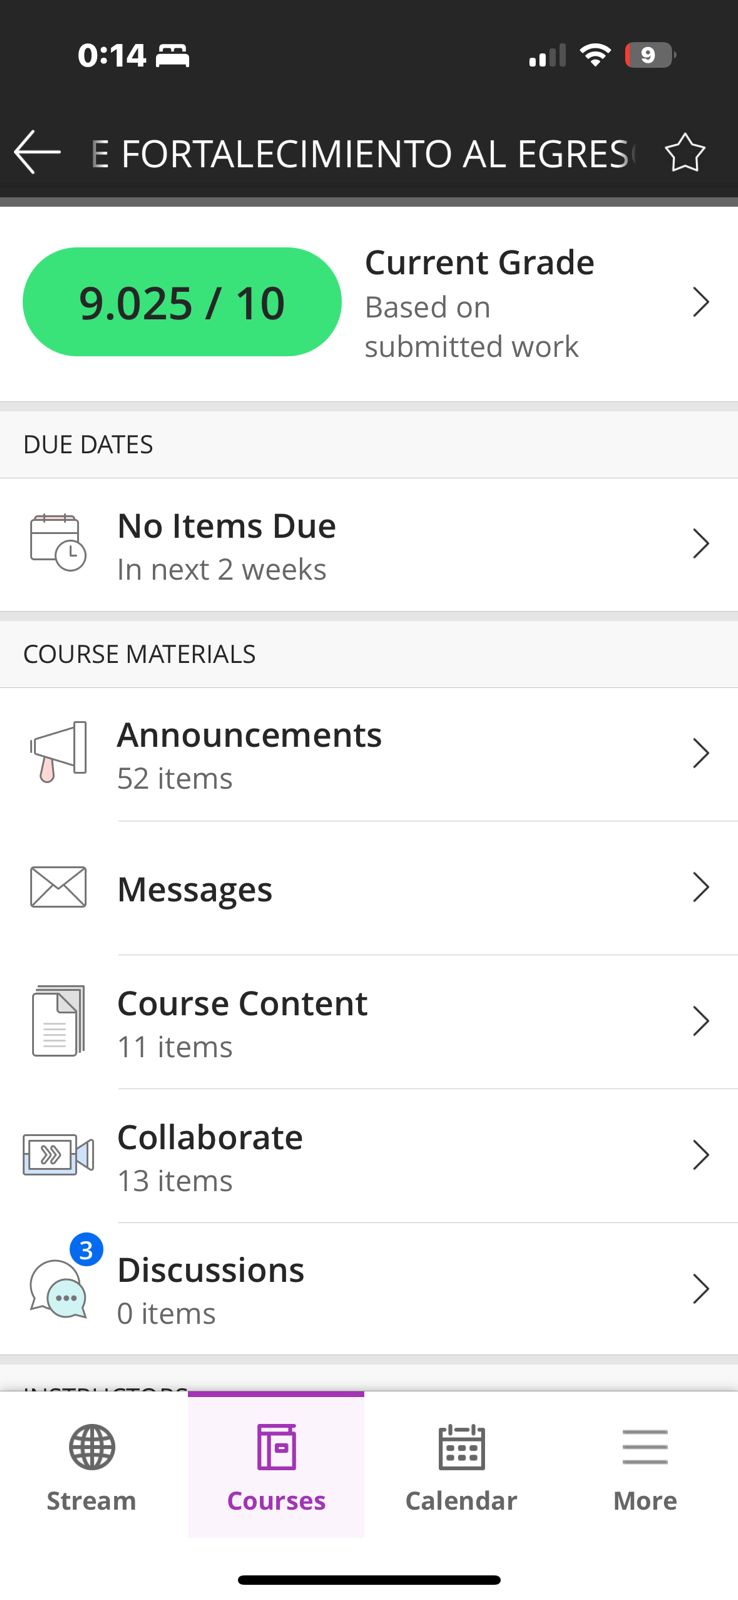 0:14
9
E FORTALECIMIENTO AL EGRES
9.025 / 10
Current Grade
Based on
submitted work
DUE DATES
No Items Due
In next 2 weeks
COURSE MATERIALS
Announcements
52 items
Messages
Course Content
11 items
Collaborate
13 items
3
Discussions
0 items
INSTRUCTORS
Stream
Courses
Calendar
More